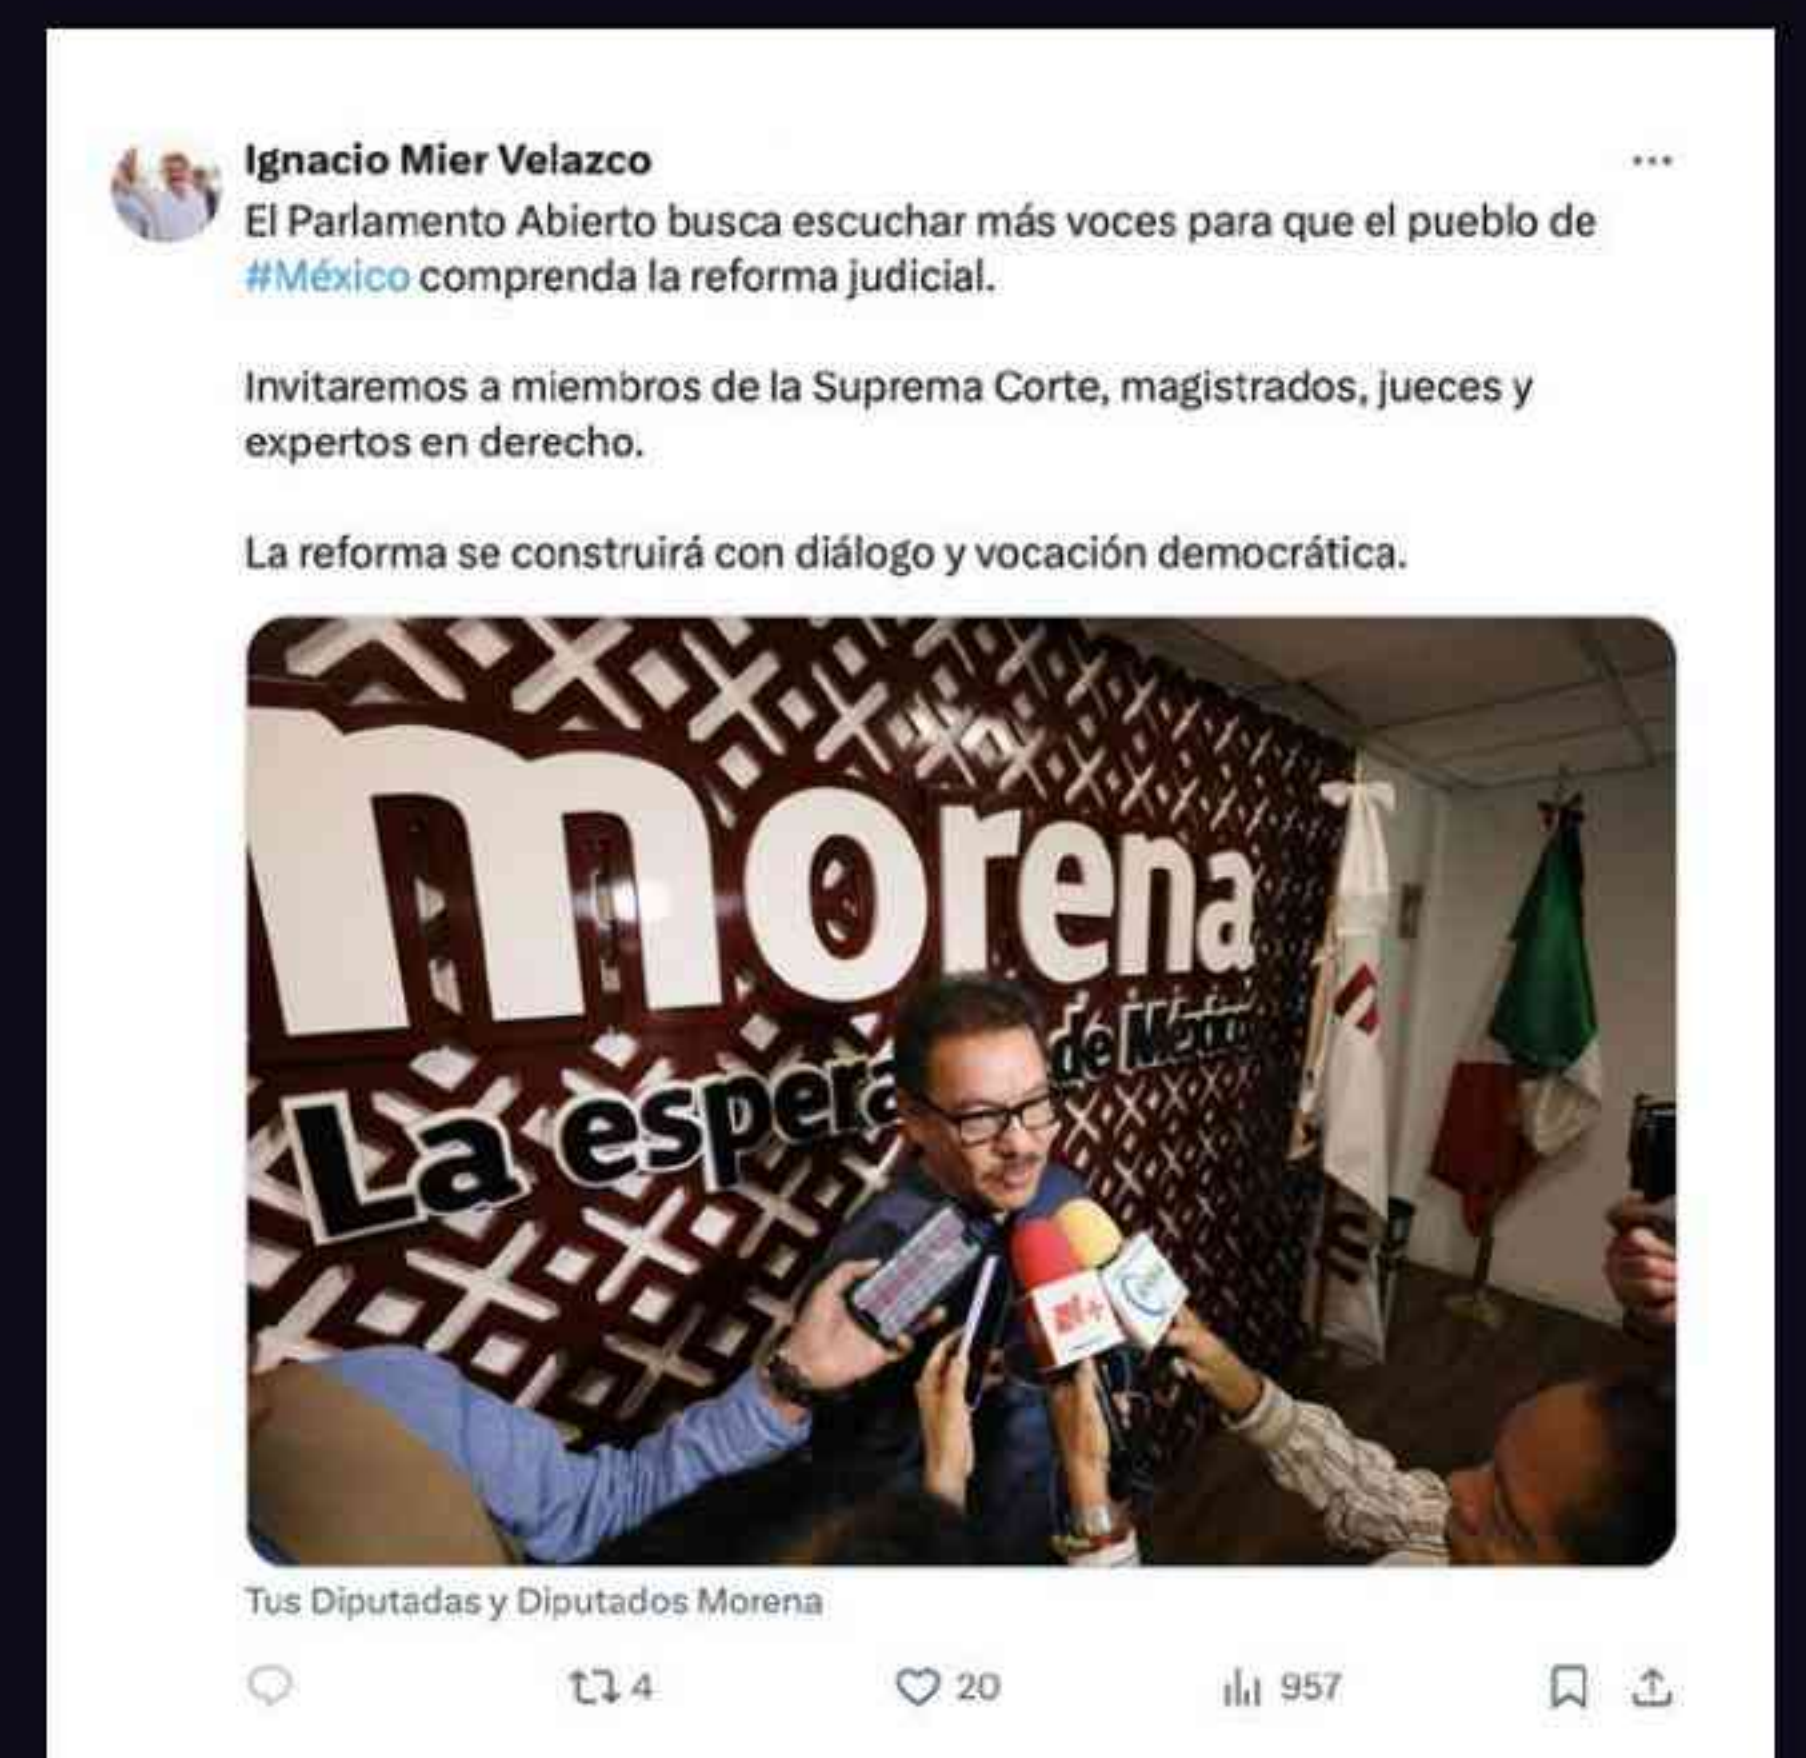 Ignacio Mier Velazco
El Parlamento Abierto busca escuchar más voces para que el pueblo de
#México comprenda la reforma judicial.
Invitaremos a miembros de la Suprema Corte, magistrados, jueces y
expertos en derecho.
La reforma se construirá con diálogo y vocación democrática.
morena
La espera de México
N+
Tus Diputadas y Diputados Morena
4
20
957